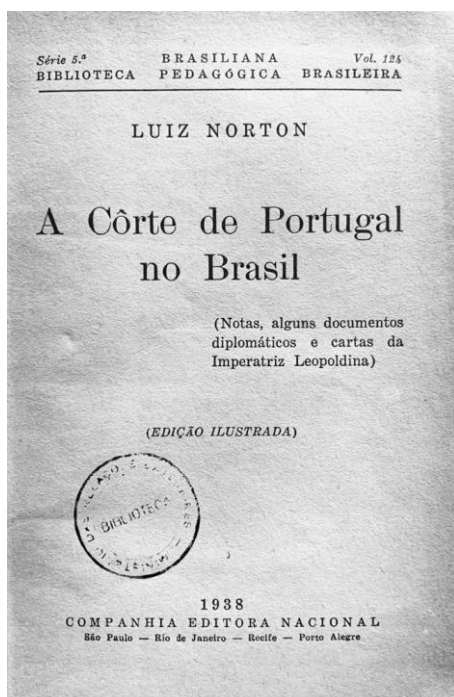 Série 5.ª BRASILIANA Vol. 124
BIBLIOTECA PEDAGÓGICA BRASILEIRA
LUIZ NORTON
A Côrte de Portugal
no Brasil
(Notas, alguns documentos
diplomáticos e cartas da
Imperatriz Leopoldina)
(EDIÇÃO ILUSTRADA)
BIBLIOTECA
1938
COMPANHIA EDITORA NACIONAL
São Paulo — Rio de Janeiro — Recife — Porto Alegre